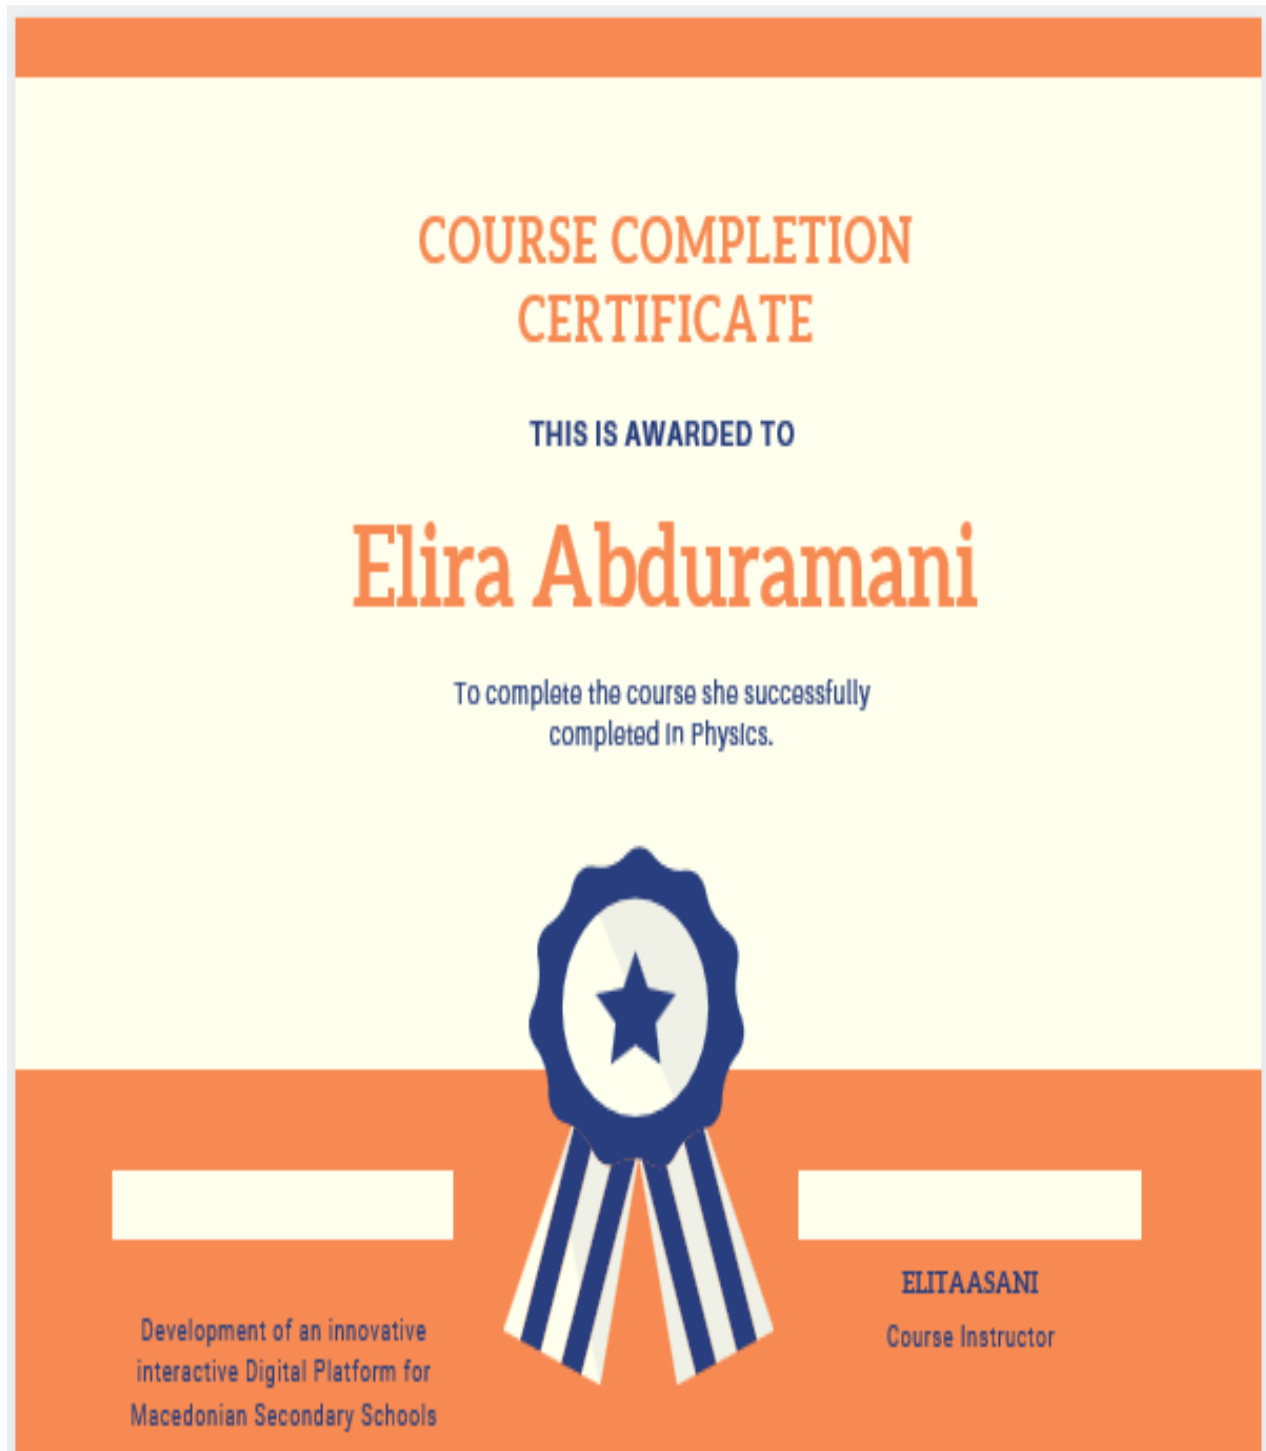 COURSE COMPLETION
CERTIFICATE
THIS IS AWARDED TO
Elira Abduramani
To complete the course she successfully
completed in Physics.
ELITAASANI
Course Instructor
Development of an innovative
interactive Digital Platform for
Macedonian Secondary Schools